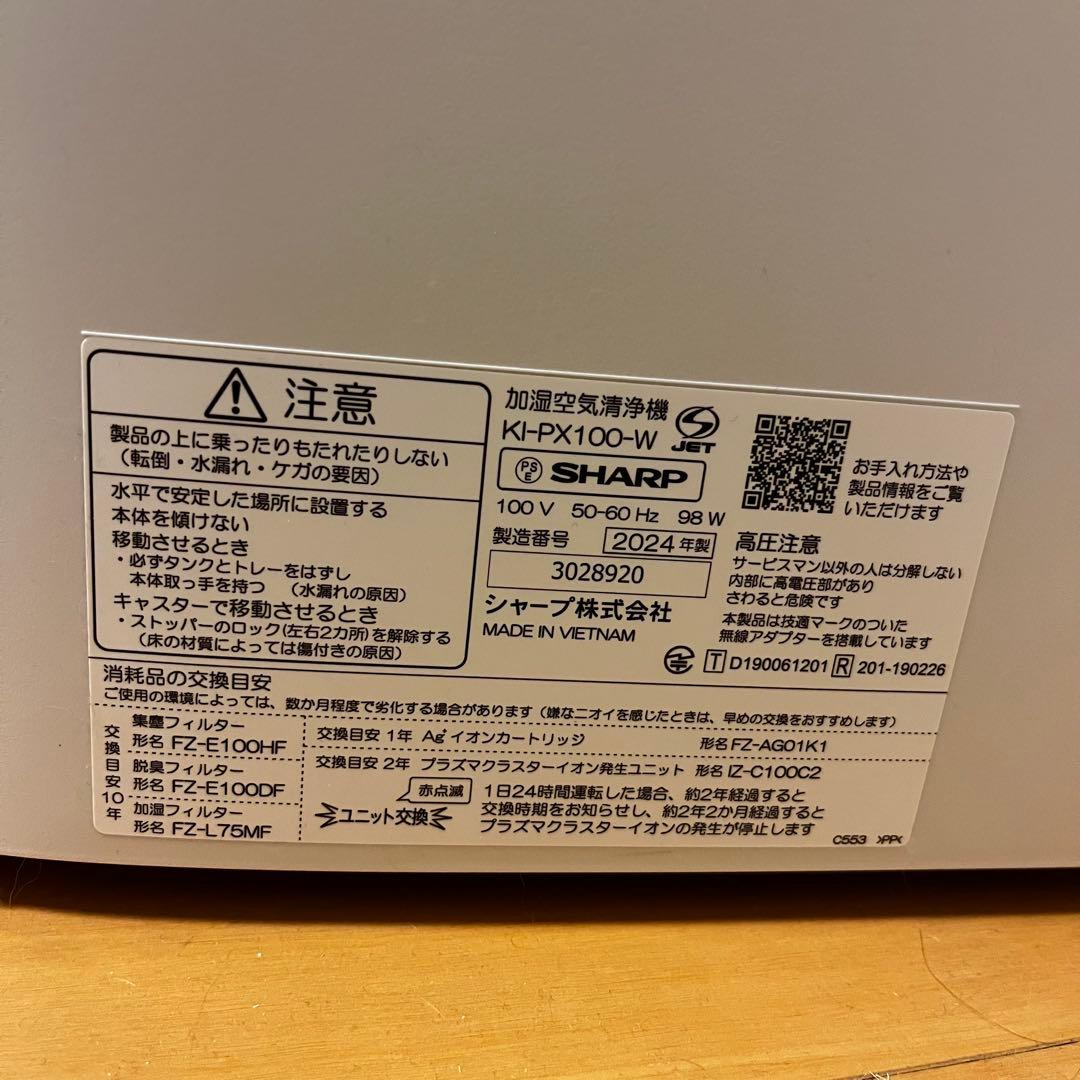 注意
製品の上に乗ったりもたれたりしない
（転倒・水漏れ・ケガの要因）
水平で安定した場所に設置する
本体を傾けない
移動させるとき
・必ずタンクとトレーをはずし
本体取っ手を持つ （水漏れの原因）
キャスターで移動させるとき
・ストッパーのロック(左右2カ所)を解除する
（床の材質によっては傷付きの原因）
加湿空気清浄機
KI-PX100-W
JET
PSE SHARP
100 V 50-60 Hz 98 W
製造番号 2024年製
3028920
シャープ株式会社
MADE IN VIETNAM
お手入れ方法や
製品情報をご覧
いただけます
高圧注意
サービスマン以外の人は分解しない
内部に高電圧部があり
さわると危険です
本製品は技適マークのついた
無線アダプターを搭載しています
T D190061201 R 201-190226
消耗品の交換目安
ご使用の環境によっては、数か月程度で劣化する場合があります（嫌なニオイを感じたときは、早めの交換をおすすめします）
交換目安10年
集塵フィルター
形名 FZ-E100HF
脱臭フィルター
形名 FZ-E100DF
加湿フィルター
形名 FZ-L75MF
交換目安 1年 Ag+イオンカートリッジ 形名 FZ-AG01K1
交換目安 2年 プラズマクラスターイオン発生ユニット 形名 IZ-C100C2
赤点滅
ユニット交換
1日24時間運転した場合、約2年経過すると
交換時期をお知らせし、約2年2か月経過すると
プラズマクラスターイオンの発生が停止します
C553 >PP<